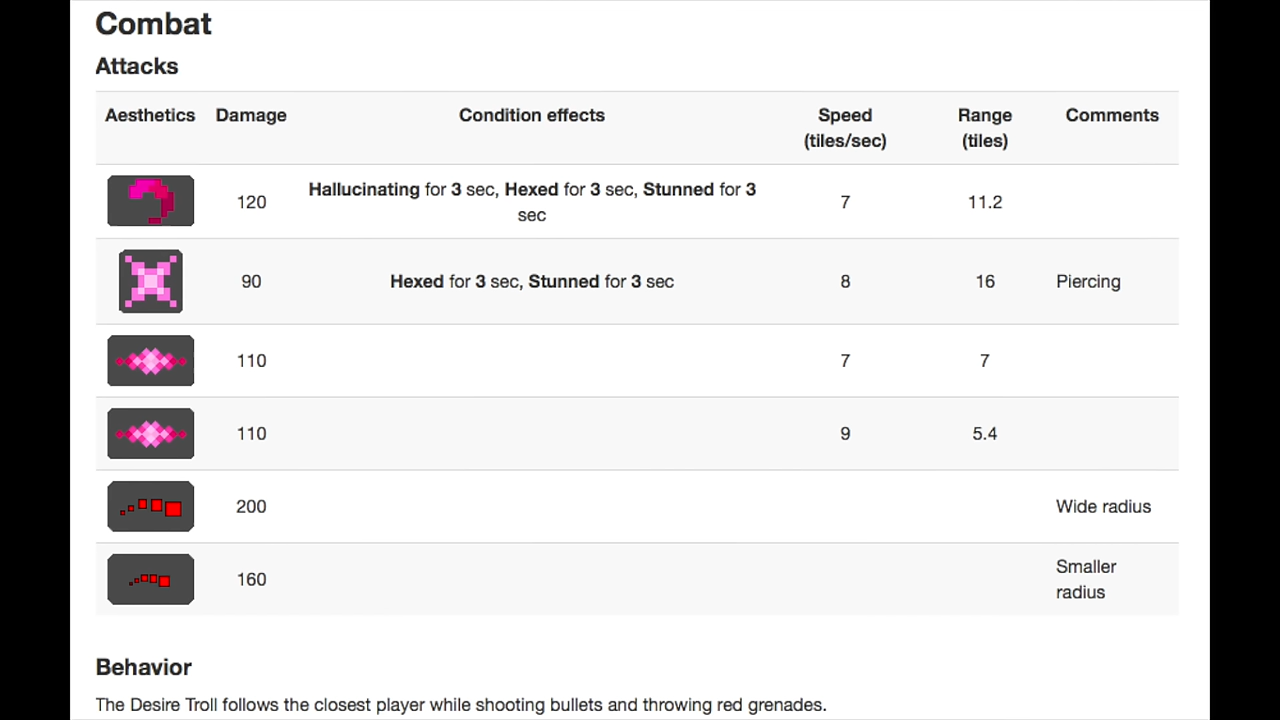 Combat
Attacks
Aesthetics Damage Condition effects Speed (tiles/sec) Range (tiles) Comments
120 Hallucinating for 3 sec, Hexed for 3 sec, Stunned for 3 sec 7 11.2
90 Hexed for 3 sec, Stunned for 3 sec 8 16 Piercing
110 7 7
110 9 5.4
200 Wide radius
160 Smaller radius
Behavior
The Desire Troll follows the closest player while shooting bullets and throwing red grenades.